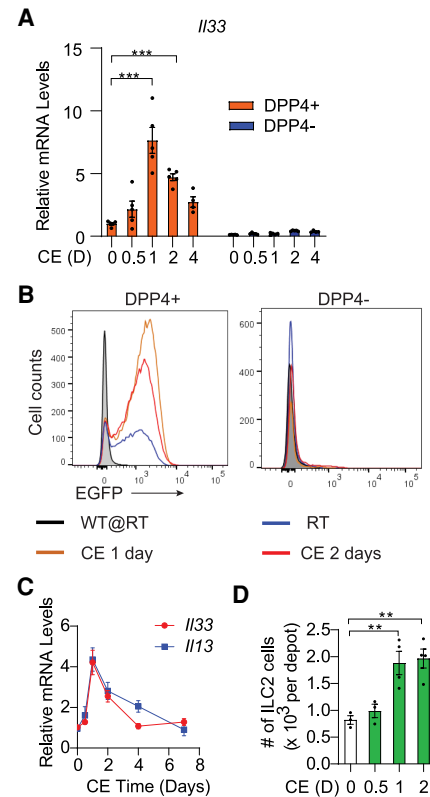 A
Il33
***
***
15
10
5
0
Relative mRNA Levels
DPP4+
DPP4-
CE (D) 0 0.5 1 2 4 0 0.5 1 2 4
B
DPP4+ DPP4-
Cell counts
500
400
300
200
100
0
0 10³ 10⁴ 10⁵
600
400
200
0
0 10³ 10⁴ 10⁵
EGFP
WT@RT RT
CE 1 day CE 2 days
C
Relative mRNA Levels
6
4
2
0
Il33
Il13
0 2 4 6 8
CE Time (Days)
D
**
**
# of ILC2 cells
(x 10³ per depot)
2.5
2.0
1.5
1.0
0.5
0.0
CE (D) 0 0.5 1 2